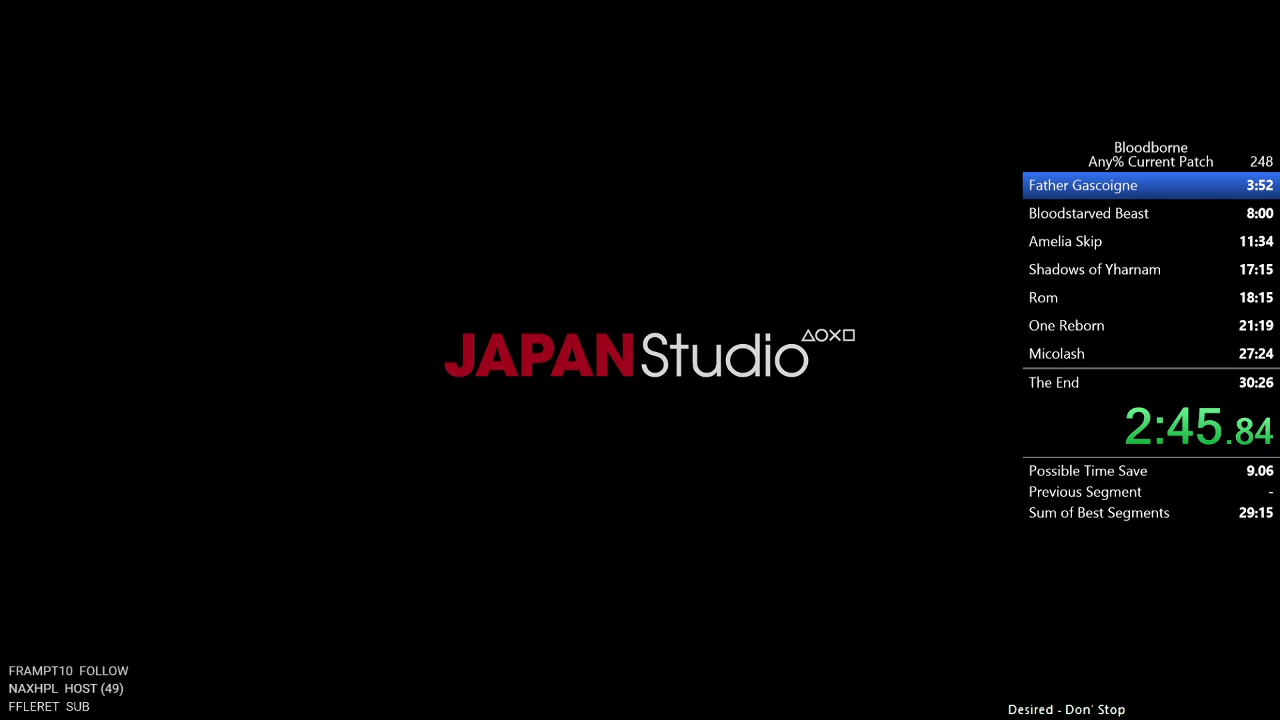 JAPAN Studio
Bloodborne
Any% Current Patch 248
Father Gascoigne 3:52
Bloodstarved Beast 8:00
Amelia Skip 11:34
Shadows of Yharnam 17:15
Rom 18:15
One Reborn 21:19
Micolash 27:24
The End 30:26
2:45.84
Possible Time Save 9.06
Previous Segment -
Sum of Best Segments 29:15
FRAMPT10 FOLLOW
NAXHPL HOST (49)
FFLERET SUB
Desired - Don' Stop